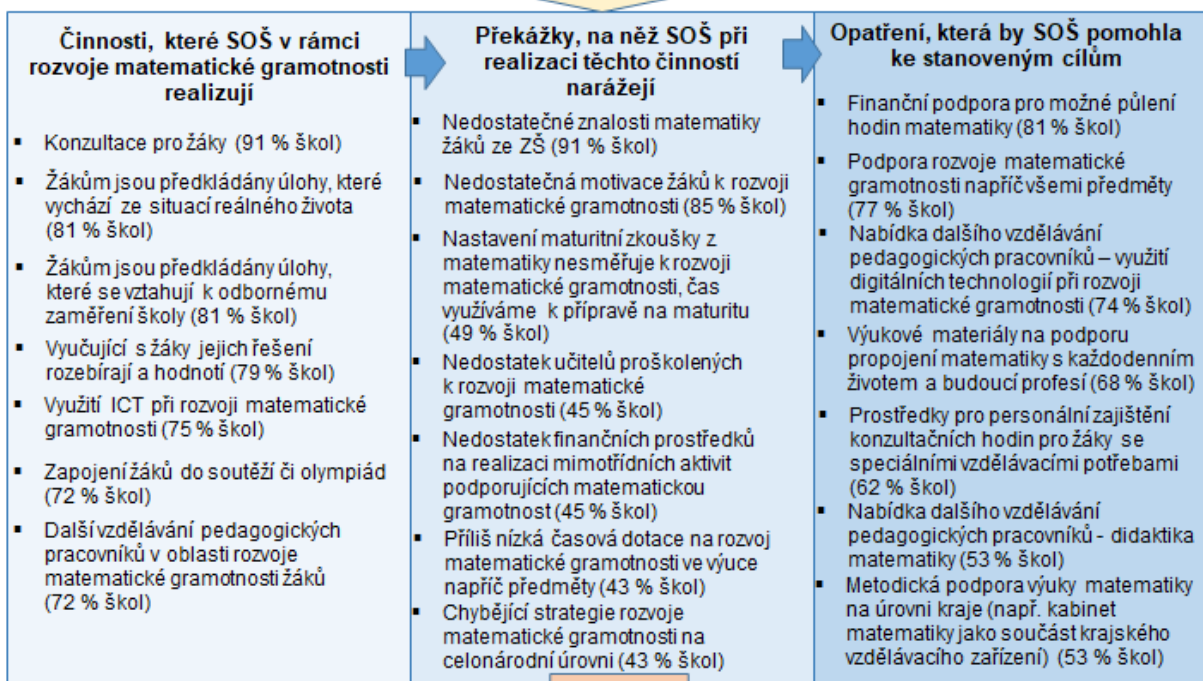 Činnosti, které SOŠ v rámci
rozvoje matematické gramotnosti
realizují
▪ Konzultace pro žáky (91 % škol)
▪ Žákům jsou předkládány úlohy, které
vychází ze situací reálného života
(81 % škol)
▪ Žákům jsou předkládány úlohy,
které se vztahují k odbornému
zaměření školy (81 % škol)
▪ Vyučující s žáky jejich řešení
rozebírají a hodnotí (79 % škol)
▪ Využití ICT při rozvoji matematické
gramotnosti (75 % škol)
▪ Zapojení žáků do soutěží či olympiád
(72 % škol)
▪ Další vzdělávání pedagogických
pracovníků v oblasti rozvoje
matematické gramotnosti žáků
(72 % škol)
Překážky, na něž SOŠ při
realizaci těchto činností
narážejí
▪ Nedostatečné znalosti matematiky
žáků ze ZŠ (91 % škol)
▪ Nedostatečná motivace žáků k rozvoji
matematické gramotnosti (85 % škol)
▪ Nastavení maturitní zkoušky z
matematiky nesměřuje k rozvoji
matematické gramotnosti, čas
využíváme k přípravě na maturitu
(49 % škol)
▪ Nedostatek učitelů proškolených
k rozvoji matematické
gramotnosti (45 % škol)
▪ Nedostatek finančních prostředků
na realizaci mimotřídních aktivit
podporujících matematickou
gramotnost (45 % škol)
▪ Příliš nízká časová dotace na rozvoj
matematické gramotnosti ve výuce
napříč předměty (43 % škol)
▪ Chybějící strategie rozvoje
matematické gramotnosti na
celonárodní úrovni (43 % škol)
Opatření, která by SOŠ pomohla
ke stanoveným cílům
▪ Finanční podpora pro možné půlení
hodin matematiky (81 % škol)
▪ Podpora rozvoje matematické
gramotnosti napříč všemi předměty
(77 % škol)
▪ Nabídka dalšího vzdělávání
pedagogických pracovníků – využití
digitálních technologií při rozvoji
matematické gramotnosti (74 % škol)
▪ Výukové materiály na podporu
propojení matematiky s každodenním
životem a budoucí profesí (68 % škol)
▪ Prostředky pro personální zajištění
konzultačních hodin pro žáky se
speciálními vzdělávacími potřebami
(62 % škol)
▪ Nabídka dalšího vzdělávání
pedagogických pracovníků - didaktika
matematiky (53 % škol)
▪ Metodická podpora výuky matematiky
na úrovni kraje (např. kabinet
matematiky jako součást krajského
vzdělávacího zařízení) (53 % škol)